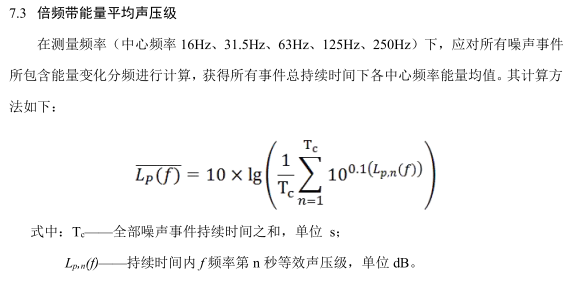 7.3 倍频带能量平均声压级
在测量频率（中心频率 16Hz、31.5Hz、63Hz、125Hz、250Hz）下，应对所有噪声事件
所包含能量变化分频进行计算，获得所有事件总持续时间下各中心频率能量均值。其计算方
法如下：
$\overline{L_P(f)} = 10 \times \lg\left(\frac{1}{T_c}\sum_{n=1}^{T_c} 10^{0.1(L_{p,n}(f))}\right)$
式中：T_c——全部噪声事件持续时间之和，单位 s；
L_{p,n}(f)——持续时间内 f 频率第 n 秒等效声压级，单位 dB。